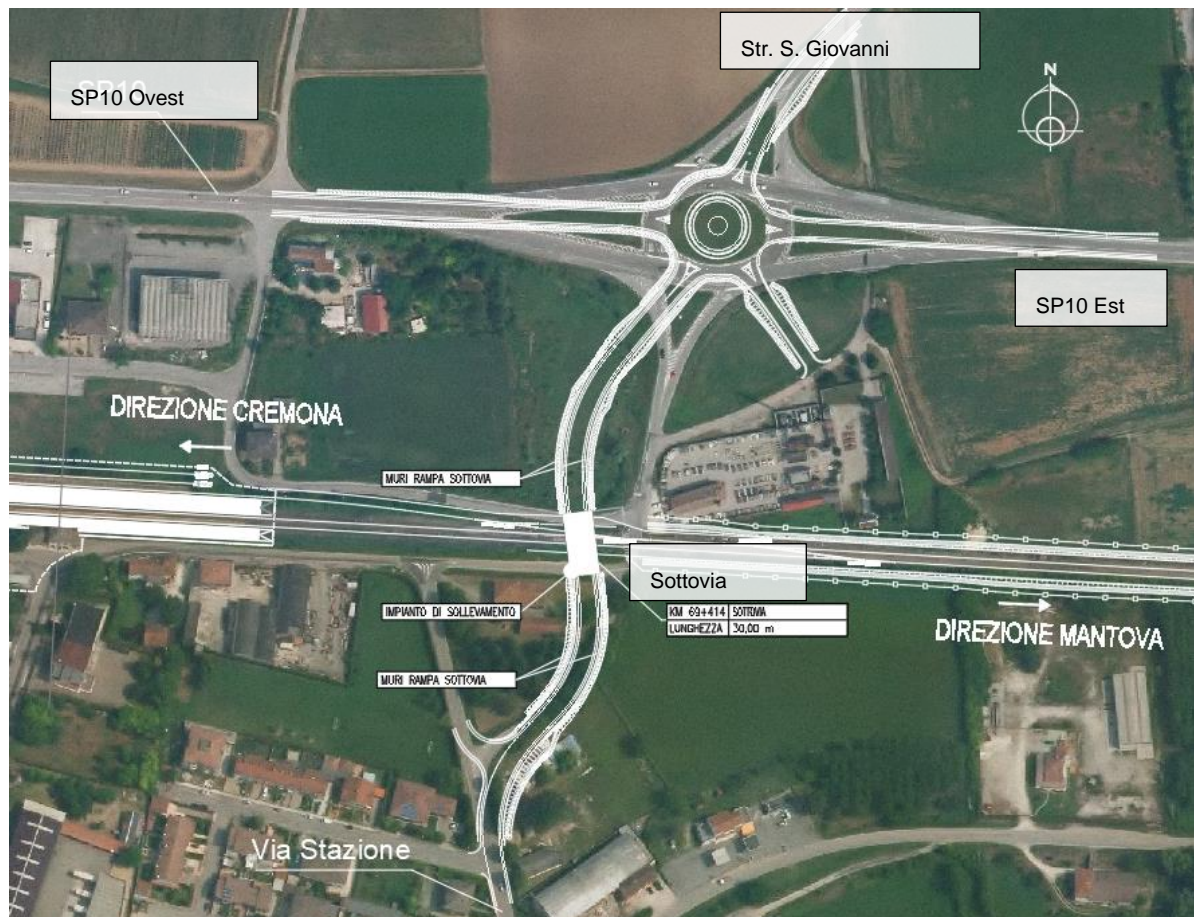 Str. S. Giovanni
SP10 Ovest
N
SP10 Est
DIREZIONE CREMONA
MURI RAMPA SOTTOVIA
Sottovia
IMPIANTO DI SOLLEVAMENTO
KM 69+414 SOTTOVIA
LUNGHEZZA 30,00 m
DIREZIONE MANTOVA
MURI RAMPA SOTTOVIA
Via Stazione